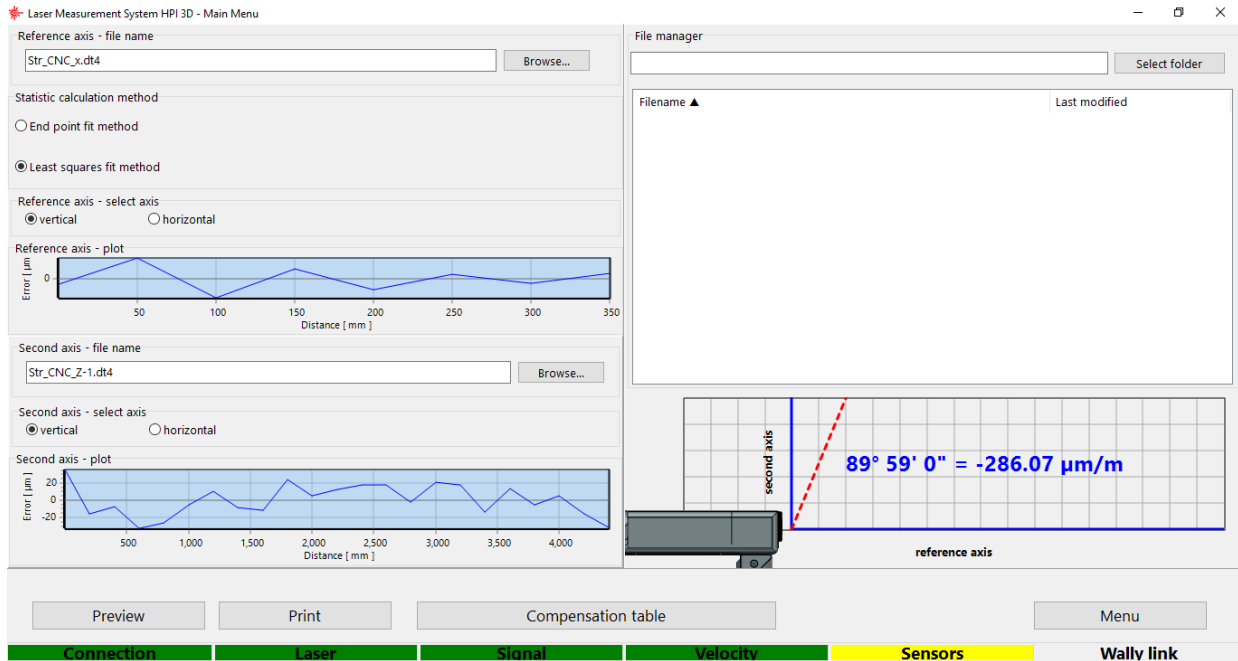 Laser Measurement System HPI 3D - Main Menu
Reference axis - file name
Str_CNC_x.dt4
Browse...
Statistic calculation method
End point fit method
Least squares fit method
Reference axis - select axis
vertical horizontal
Reference axis - plot
Error [ µm
0
50 100 150 200 250 300 350
Distance [ mm ]
Second axis - file name
Str_CNC_Z-1.dt4
Browse...
Second axis - select axis
vertical horizontal
Second axis - plot
Error [ µm ]
20
0
-20
500 1,000 1,500 2,000 2,500 3,000 3,500 4,000
Distance [ mm ]
File manager
Select folder
Filename ▲ Last modified
second axis
89° 59' 0" = -286.07 µm/m
reference axis
Preview Print Compensation table Menu
Connection Laser Signal Velocity Sensors Wally link